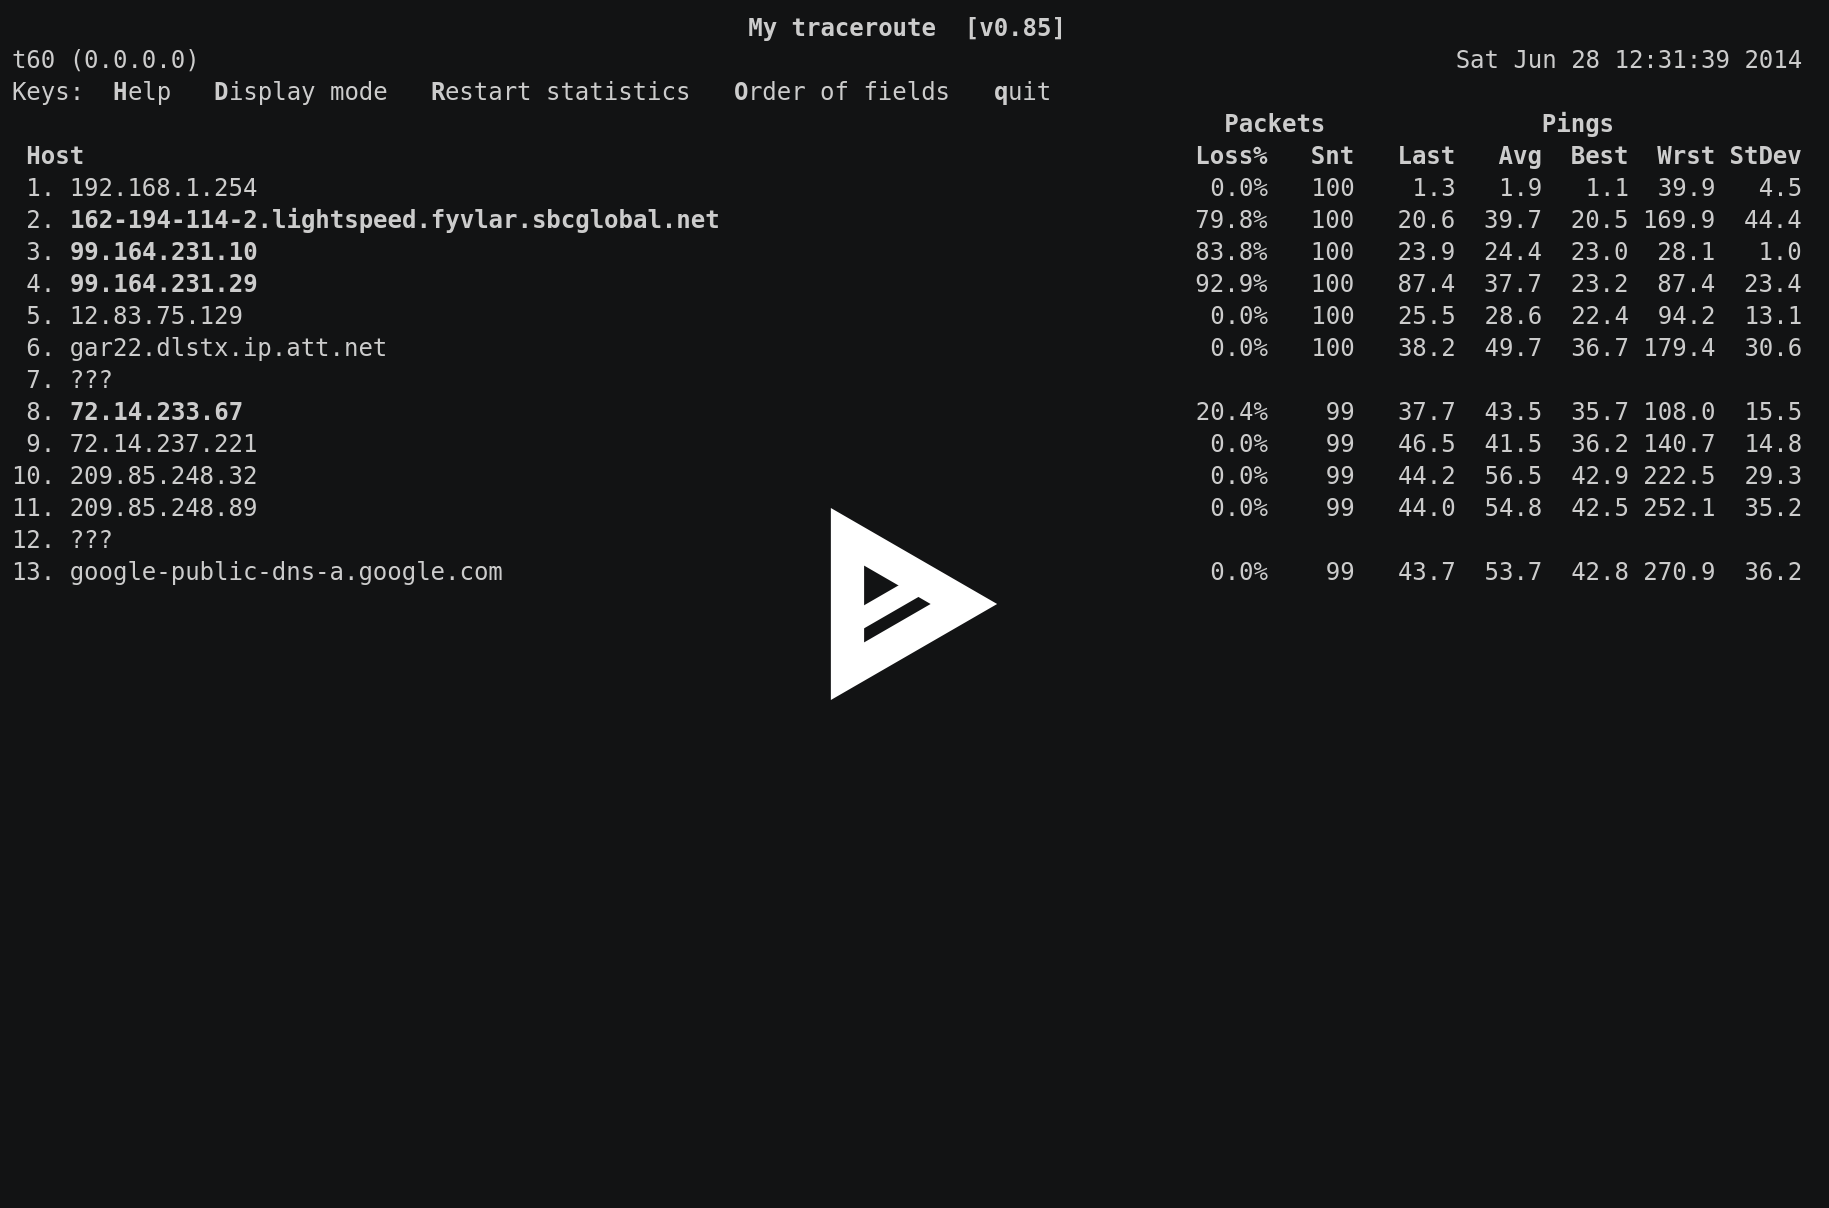 My traceroute  [v0.85]
t60 (0.0.0.0)                                                                                       Sat Jun 28 12:31:39 2014
Keys:  Help   Display mode   Restart statistics   Order of fields   quit
                                                                                    Packets               Pings
 Host                                                                             Loss%   Snt   Last   Avg  Best  Wrst StDev
 1. 192.168.1.254                                                                  0.0%   100    1.3   1.9   1.1  39.9   4.5
 2. 162-194-114-2.lightspeed.fyvlar.sbcglobal.net                                 79.8%   100   20.6  39.7  20.5 169.9  44.4
 3. 99.164.231.10                                                                 83.8%   100   23.9  24.4  23.0  28.1   1.0
 4. 99.164.231.29                                                                 92.9%   100   87.4  37.7  23.2  87.4  23.4
 5. 12.83.75.129                                                                   0.0%   100   25.5  28.6  22.4  94.2  13.1
 6. gar22.dlstx.ip.att.net                                                         0.0%   100   38.2  49.7  36.7 179.4  30.6
 7. ???
 8. 72.14.233.67                                                                  20.4%    99   37.7  43.5  35.7 108.0  15.5
 9. 72.14.237.221                                                                  0.0%    99   46.5  41.5  36.2 140.7  14.8
10. 209.85.248.32                                                                  0.0%    99   44.2  56.5  42.9 222.5  29.3
11. 209.85.248.89                                                                  0.0%    99   44.0  54.8  42.5 252.1  35.2
12. ???
13. google-public-dns-a.google.com                                                 0.0%    99   43.7  53.7  42.8 270.9  36.2